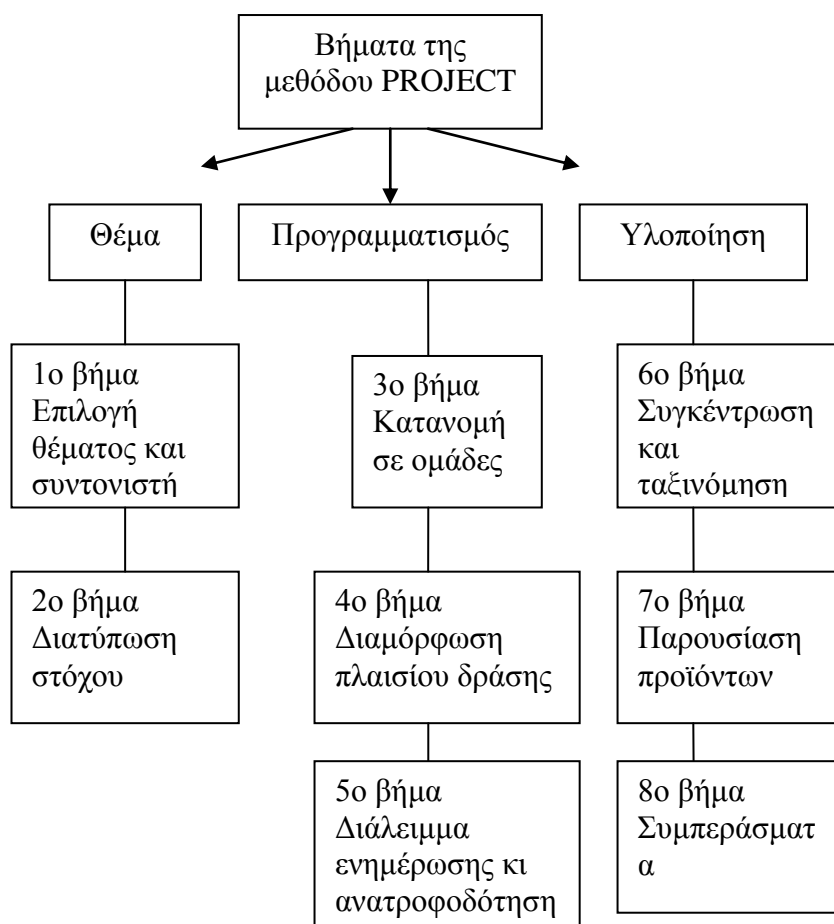 Βήματα της
μεθόδου PROJECT
Θέμα
Προγραμματισμός
Υλοποίηση
1ο βήμα
Επιλογή
θέματος και
συντονιστή
2ο βήμα
Διατύπωση
στόχου
3ο βήμα
Κατανομή
σε ομάδες
4ο βήμα
Διαμόρφωση
πλαισίου δράσης
5ο βήμα
Διάλειμμα
ενημέρωσης κι
ανατροφοδότηση
6ο βήμα
Συγκέντρωση
και
ταξινόμηση
7ο βήμα
Παρουσίαση
προϊόντων
8ο βήμα
Συμπεράσματ
α